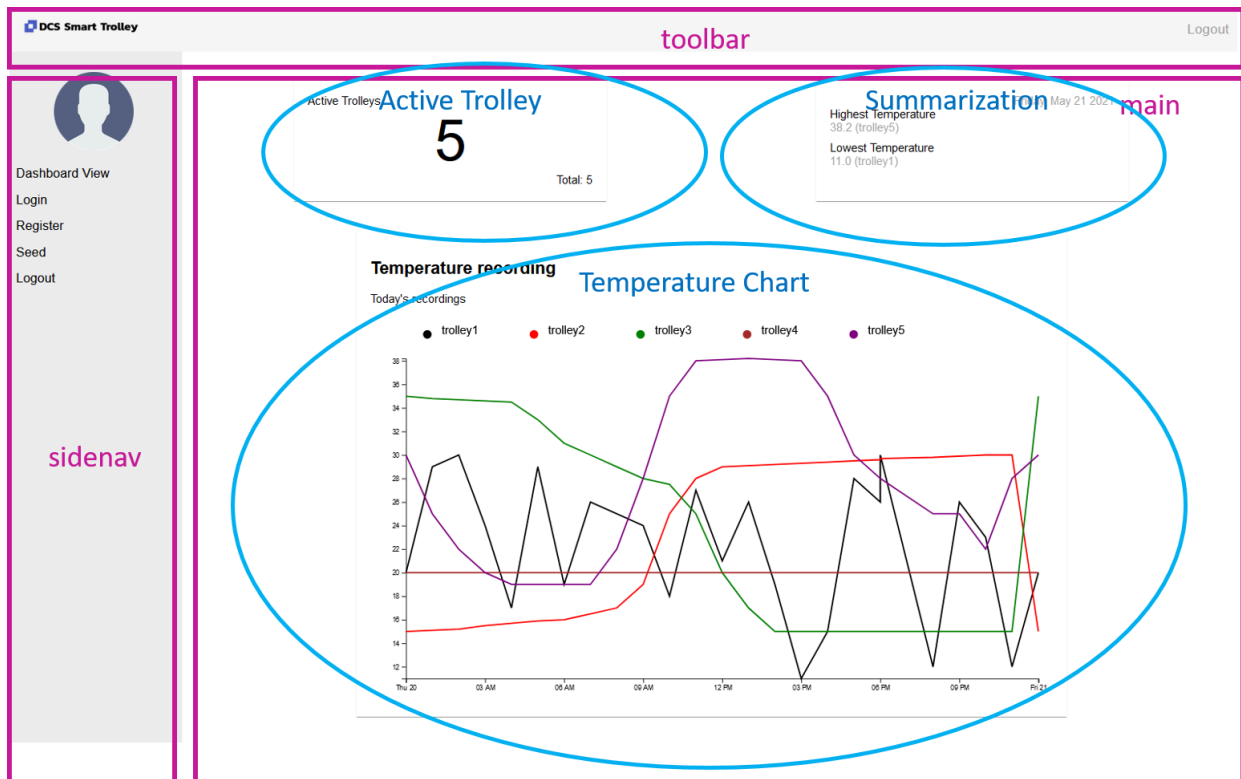 DCS Smart Trolley
toolbar
Logout
Active Trolleys
Active Trolley
5
Total: 5
Summarization
Friday, May 21 2021
main
Highest Temperature
38.2 (trolley5)
Lowest Temperature
11.0 (trolley1)
Dashboard View
Login
Register
Seed
Logout
sidenav
Temperature recording
Temperature Chart
Today's recordings
trolley1 trolley2 trolley3 trolley4 trolley5
38
36
34
32
30
28
26
24
22
20
18
16
14
12
Thu 20 03 AM 06 AM 09 AM 12 PM 03 PM 06 PM 09 PM Fri 21